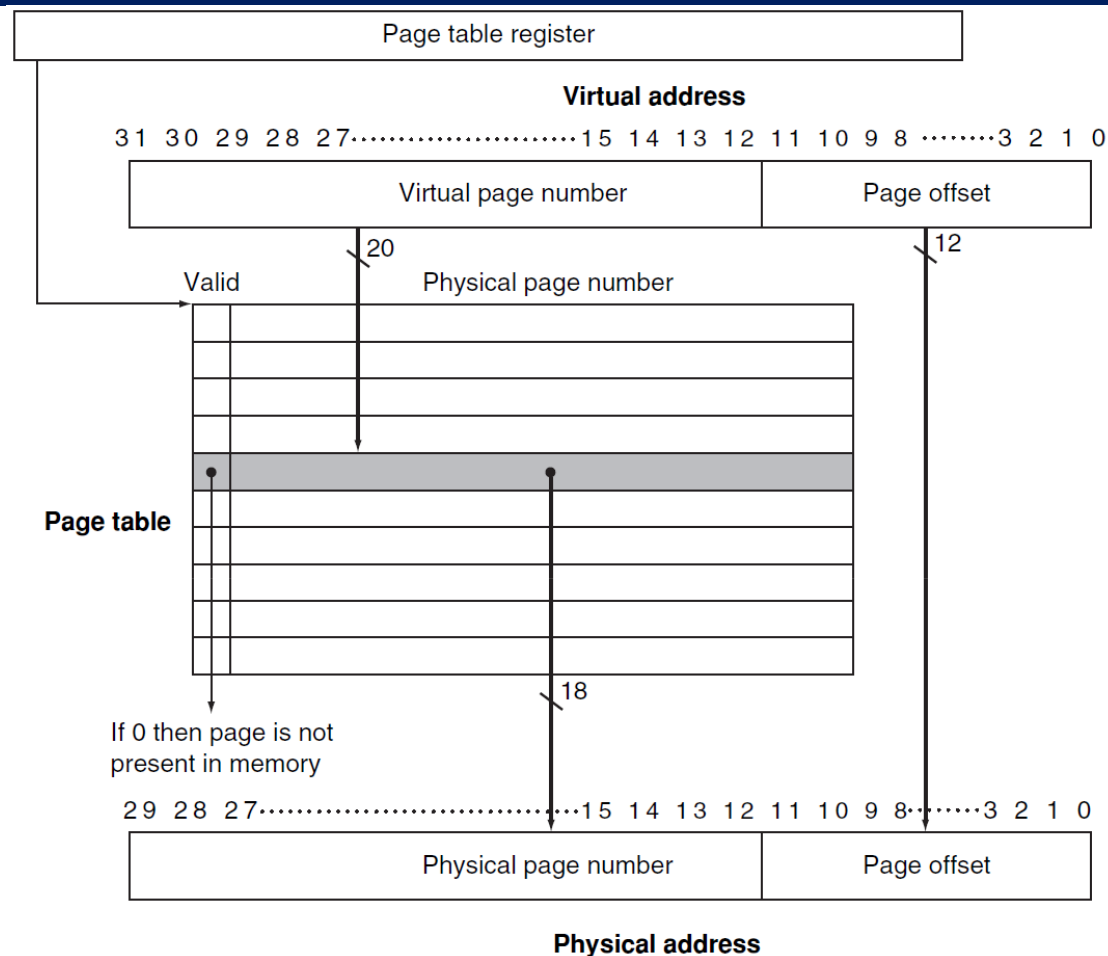 Page table register
Virtual address
31 30 29 28 27····················15 14 13 12 11 10 9 8 ·······3 2 1 0
Virtual page number
Page offset
20
12
Valid
Physical page number
Page table
18
If 0 then page is not
present in memory
29 28 27····························15 14 13 12 11 10 9 8·······3 2 1 0
Physical page number
Page offset
Physical address